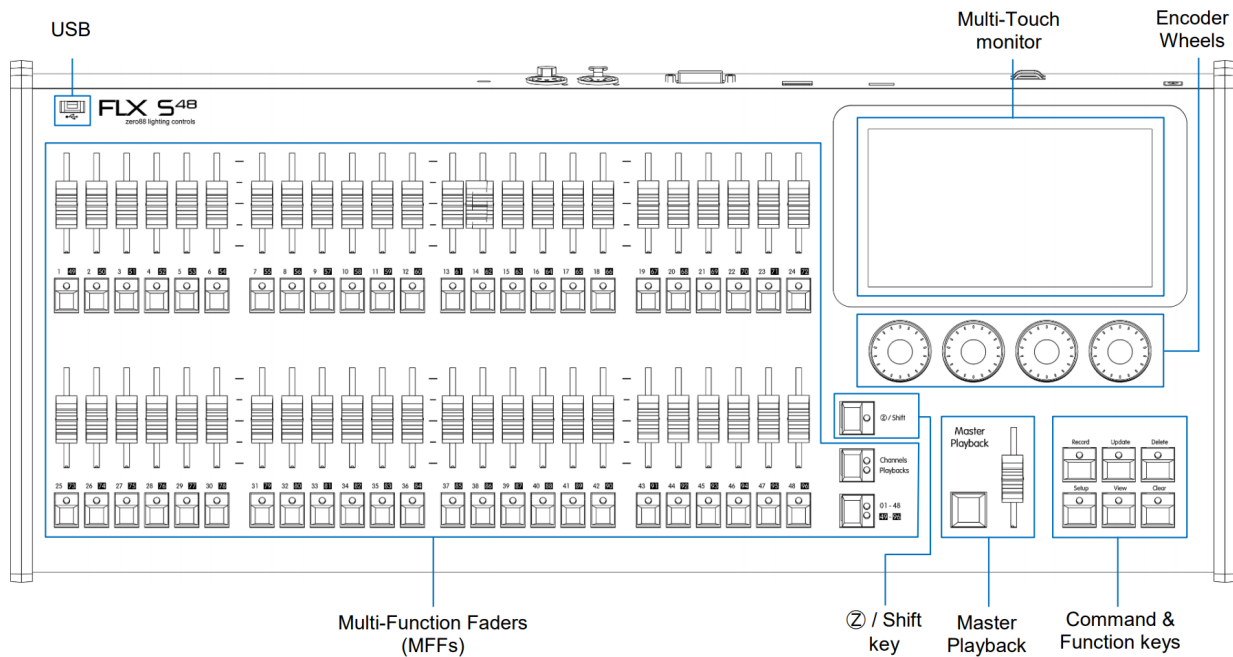 USB
Multi-Touch
monitor
Encoder
Wheels
FLX S48
zero88 lighting controls
1 49 2 50 3 51 4 52 5 53 6 54 7 55 8 56 9 57 10 58 11 59 12 60 13 61 14 62 15 63 16 64 17 65 18 66 19 67 20 68 21 69 22 70 23 71 24 72
Ⓩ / Shift
Master
Playback
Channels
Playbacks
Record Update Delete
25 73 26 74 27 75 28 76 29 77 30 78 31 79 32 80 33 81 34 82 35 83 36 84 37 85 38 86 39 87 40 88 41 89 42 90 43 91 44 92 45 93 46 94 47 95 48 96
Setup View Clear
01 - 48
49 - 96
Multi-Function Faders
(MFFs)
Ⓩ / Shift
key
Master
Playback
Command &
Function keys